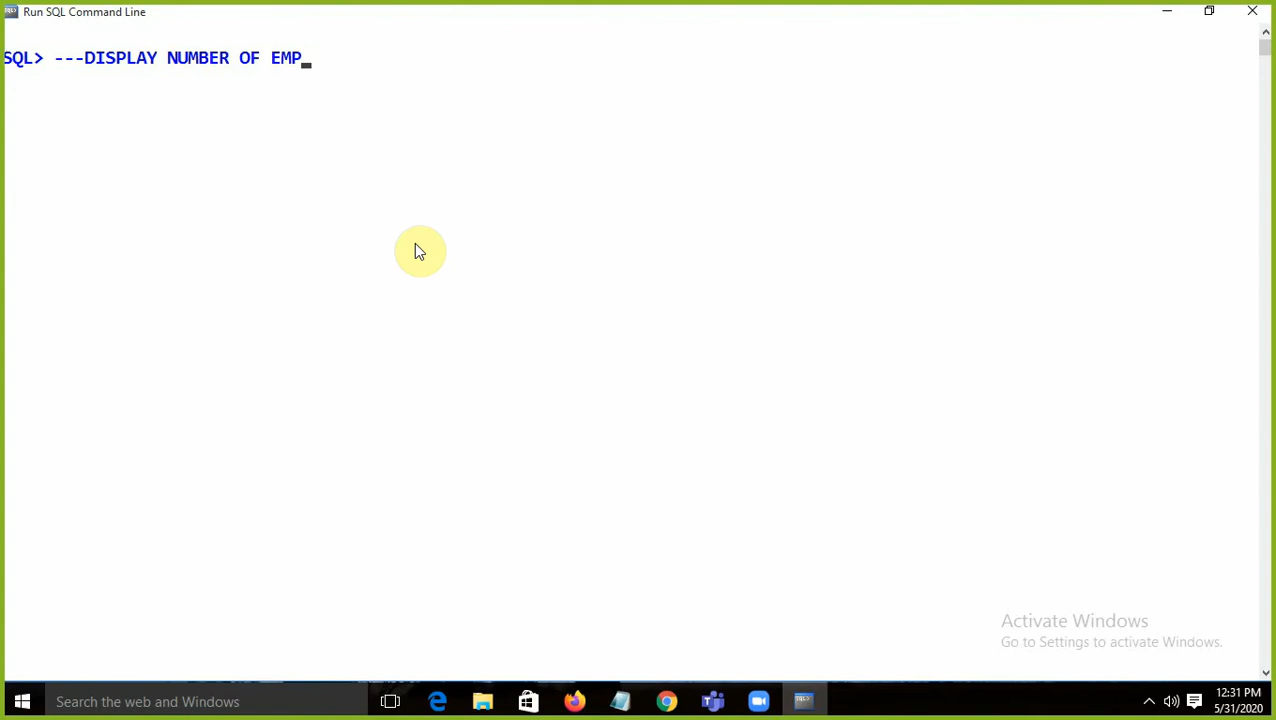 Run SQL Command Line
SQL> ---DISPLAY NUMBER OF EMP
Activate Windows
Go to Settings to activate Windows.
Search the web and Windows
12:31 PM
5/31/2020